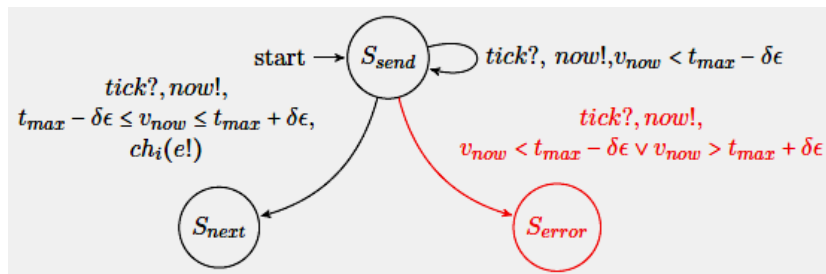 start
S_send
tick?, now!,v_now < t_max − δϵ
tick?, now!,
t_max − δϵ ≤ v_now ≤ t_max + δϵ,
ch_i(e!)
tick?, now!,
v_now < t_max − δϵ ∨ v_now > t_max + δϵ
S_next
S_error